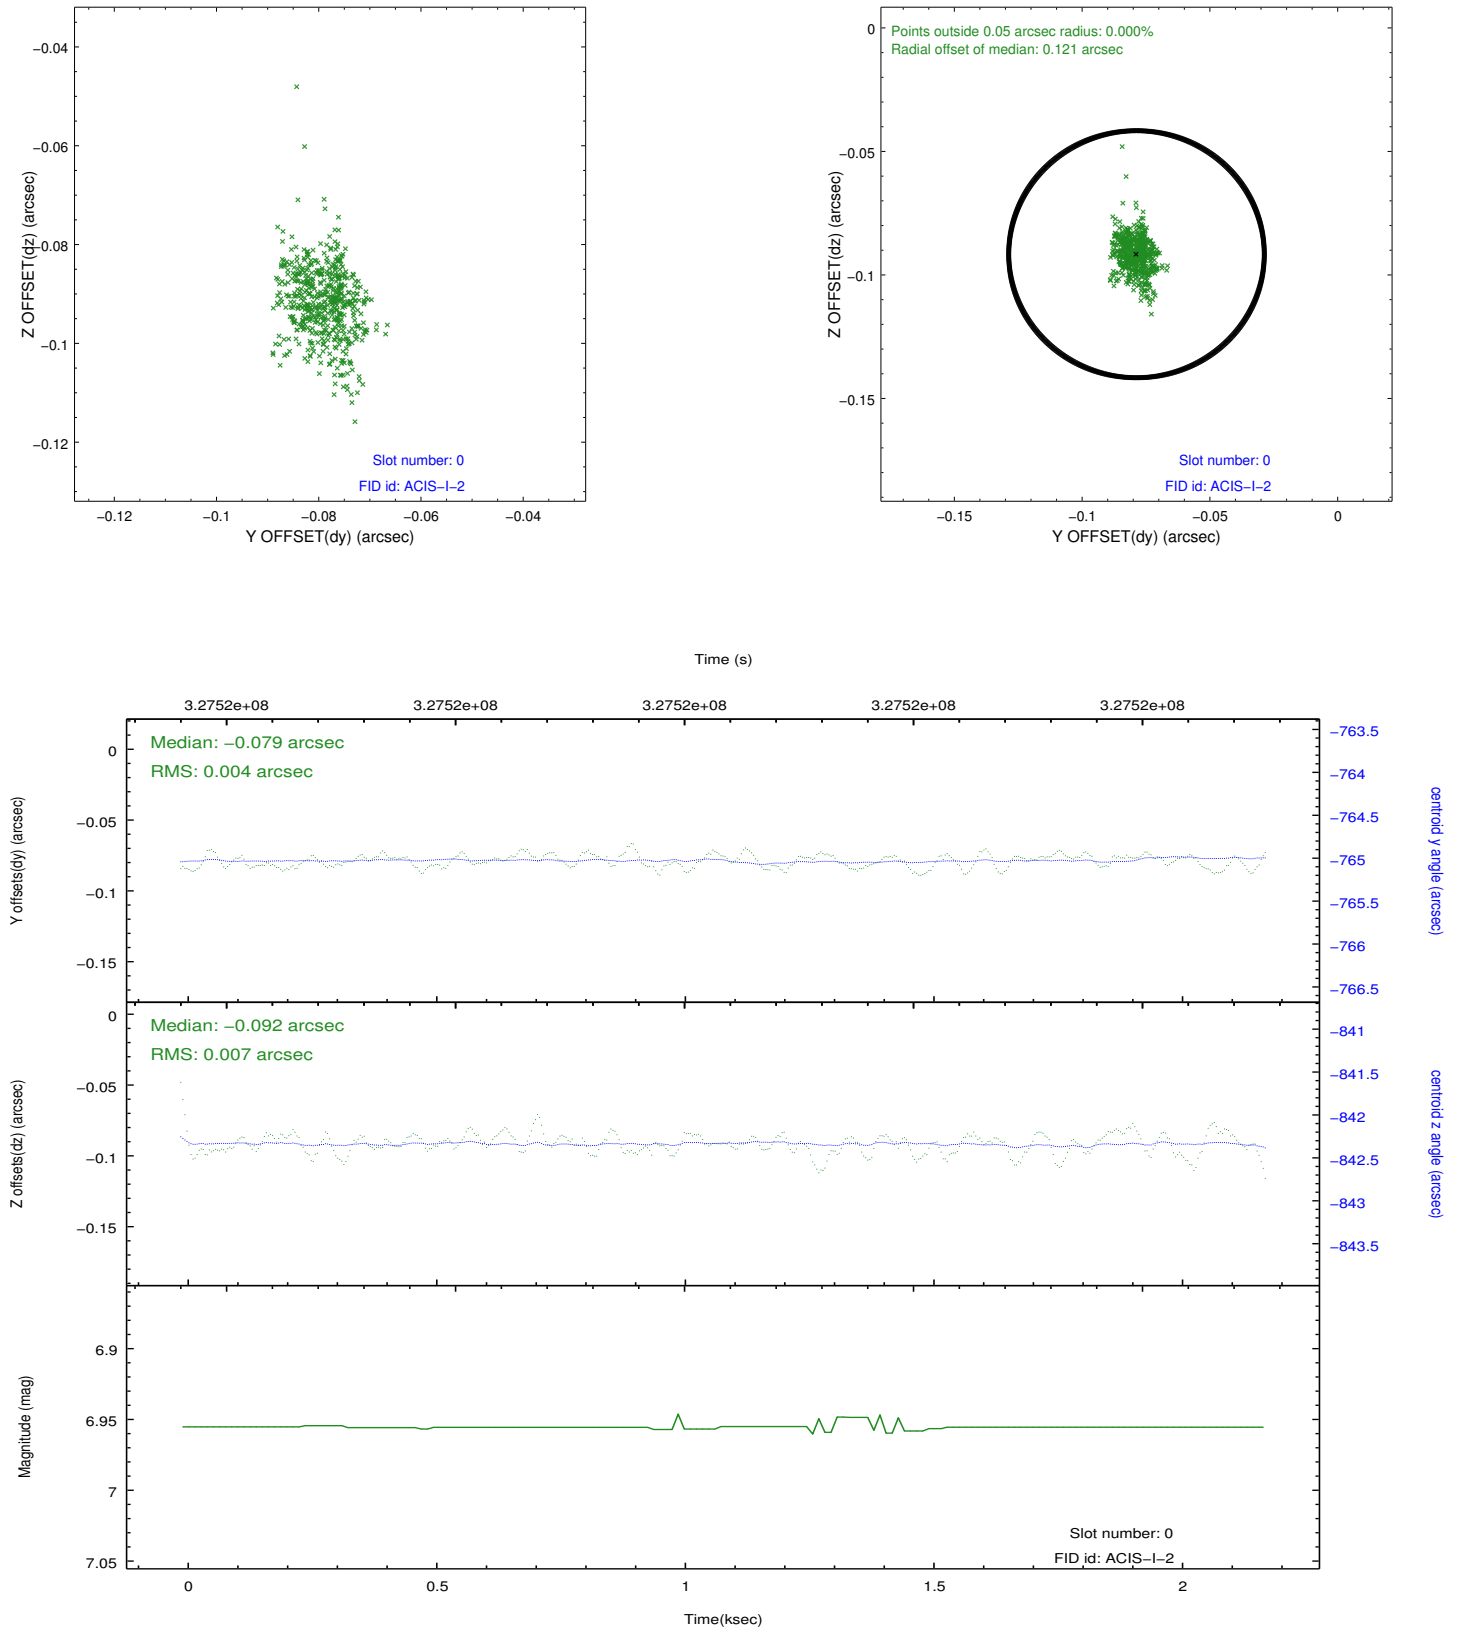 −0.04
−0.06
−0.08
−0.1
−0.12
Z OFFSET(dz) (arcsec)
Slot number: 0
FID id: ACIS−I−2
−0.12
−0.1
−0.08
−0.06
−0.04
Y OFFSET(dy) (arcsec)
Points outside 0.05 arcsec radius: 0.000%
Radial offset of median: 0.121 arcsec
0
−0.05
−0.1
−0.15
Z OFFSET(dz) (arcsec)
Slot number: 0
FID id: ACIS−I−2
−0.15
−0.1
−0.05
0
Y OFFSET(dy) (arcsec)
Time (s)
3.2752e+08
3.2752e+08
3.2752e+08
3.2752e+08
3.2752e+08
Median: −0.079 arcsec
RMS: 0.004 arcsec
0
−0.05
−0.1
−0.15
Y offsets(dy) (arcsec)
−763.5
−764
−764.5
−765
−765.5
−766
−766.5
centroid y angle (arcsec)
Median: −0.092 arcsec
RMS: 0.007 arcsec
0
−0.05
−0.1
−0.15
Z offsets(dz) (arcsec)
−841
−841.5
−842
−842.5
−843
−843.5
centroid z angle (arcsec)
6.9
6.95
7
7.05
Magnitude (mag)
Slot number: 0
FID id: ACIS−I−2
0
0.5
1
1.5
2
Time(ksec)